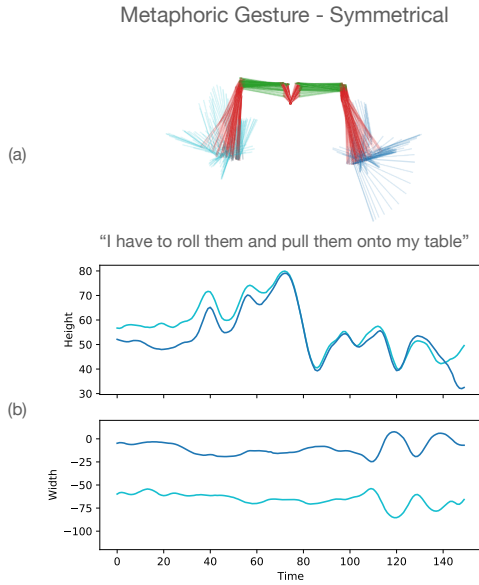 Metaphoric Gesture - Symmetrical
(a)
“I have to roll them and pull them onto my table”
80
70
60
50
40
30
Height
(b)
0
−25
−50
−75
−100
Width
0 20 40 60 80 100 120 140
Time